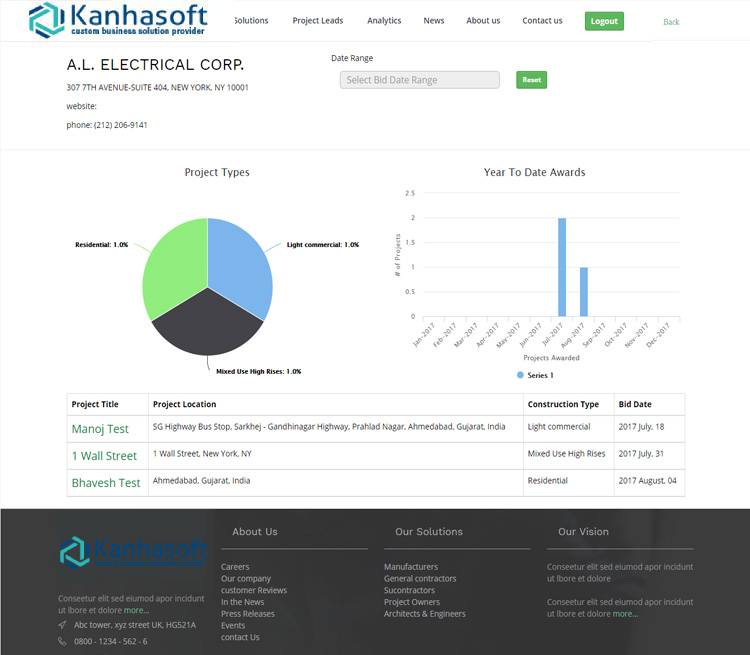 Kanhasoft
custom business solution provider
Solutions Project Leads Analytics News About us Contact us Logout Back
A.L. ELECTRICAL CORP.
307 7TH AVENUE-SUITE 404, NEW YORK, NY 10001
website:
phone: (212) 206-9141
Date Range
Select Bid Date Range Reset
Project Types
Residential: 1.0%
Light commercial: 1.0%
Mixed Use High Rises: 1.0%
Year To Date Awards
# of Projects
2.5
2
1.5
1
0.5
0
Jan-2017 Feb-2017 Mar-2017 Apr-2017 May-2017 Jun-2017 Jul-2017 Aug-2017 Sep-2017 Oct-2017 Nov-2017 Dec-2017
Projects Awarded
Series 1
Project Title Project Location Construction Type Bid Date
Manoj Test SG Highway Bus Stop, Sarkhej - Gandhinagar Highway, Prahlad Nagar, Ahmedabad, Gujarat, India Light commercial 2017 July, 18
1 Wall Street 1 Wall Street, New York, NY Mixed Use High Rises 2017 July, 31
Bhavesh Test Ahmedabad, Gujarat, India Residential 2017 August, 04
Kanhasoft
Conseetur elit sed eiumod apor incidunt
ut lbore et dolore more...
Abc tower, xyz street UK, HG521A
0800 - 1234 - 562 - 6
About Us
Careers
Our company
customer Reviews
In the News
Press Releases
Events
contact Us
Our Solutions
Manufacturers
General contractors
Sucontractors
Project Owners
Architects & Engineers
Our Vision
Conseetur elit sed eiumod apor incidunt
ut lbore et dolore
Conseetur elit sed eiumod apor incidunt
ut lbore et dolore more...